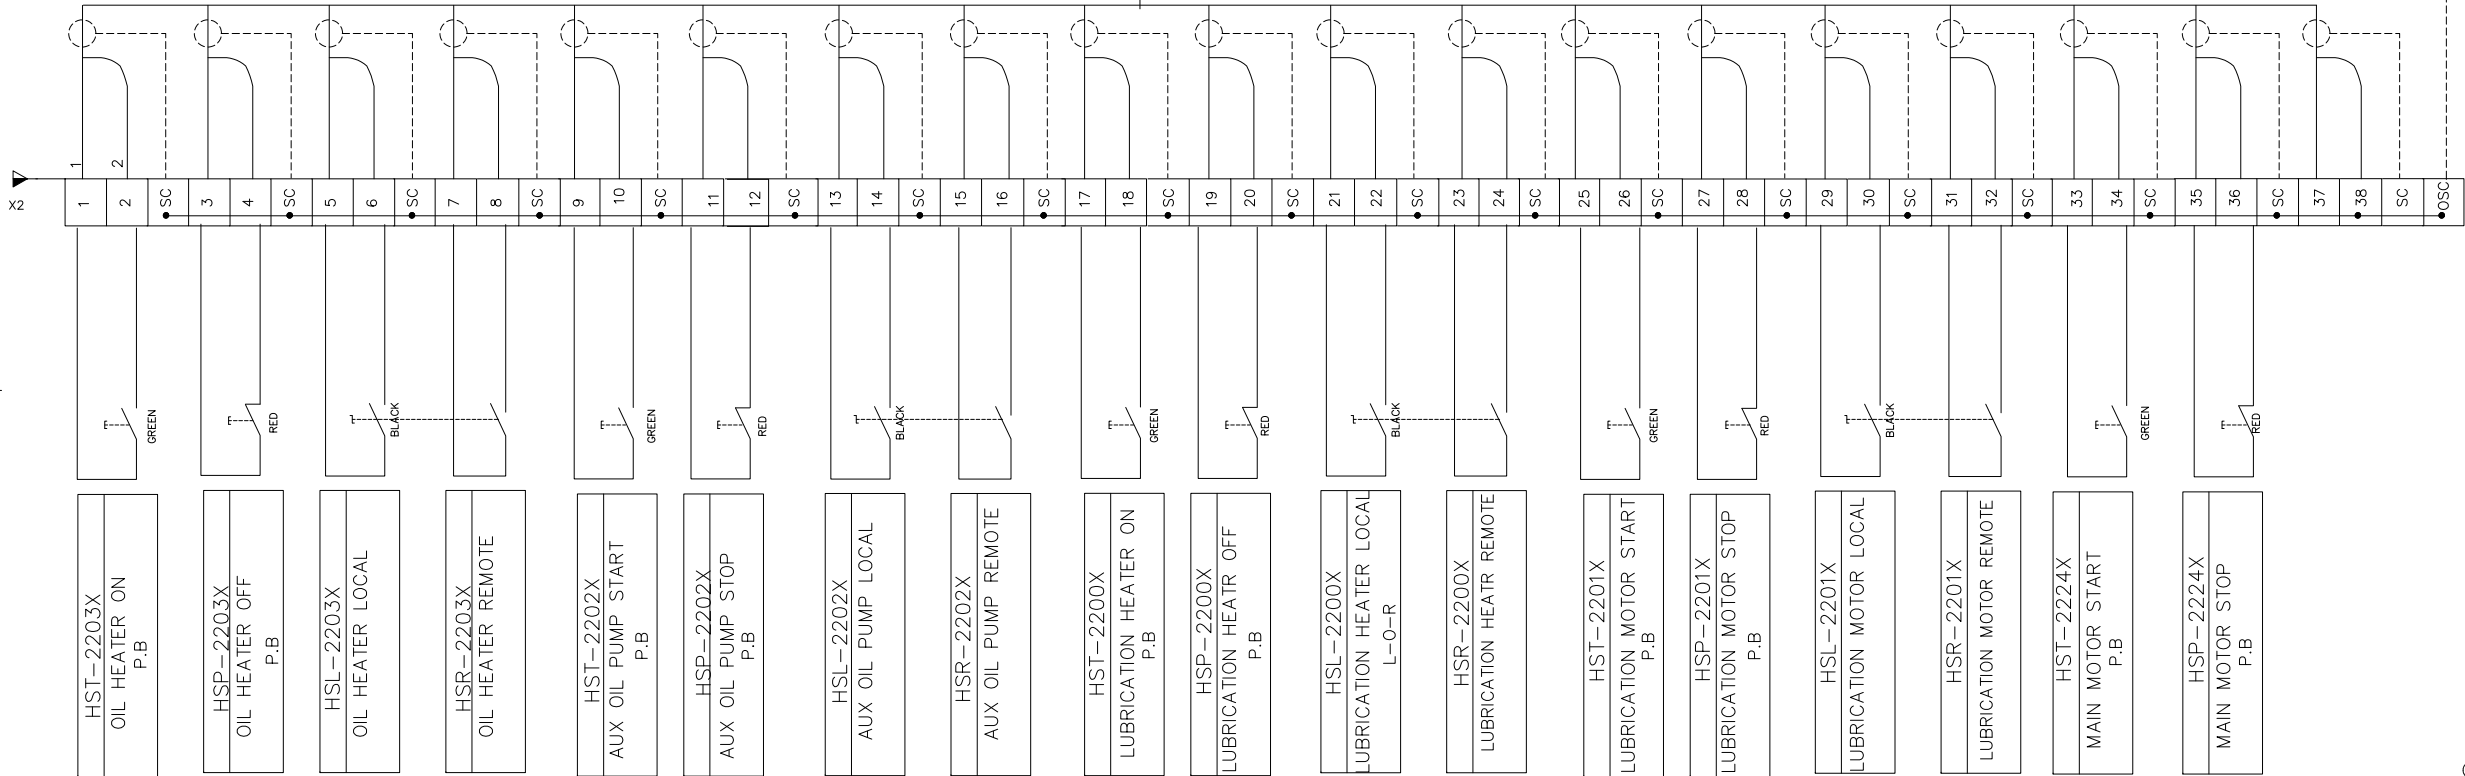 1
2
X2
1 2 SC 3 4 SC 5 6 SC 7 8 SC 9 10 SC 11 12 SC 13 14 SC 15 16 SC 17 18 SC 19 20 SC 21 22 SC 23 24 SC 25 26 SC 27 28 SC 29 30 SC 31 32 SC 33 34 SC 35 36 SC 37 38 SC OSC
GREEN
RED
BLACK
GREEN
RED
BLACK
GREEN
RED
BLACK
GREEN
RED
BLACK
GREEN
RED
HST-2203X
OIL HEATER ON
P.B
HSP-2203X
OIL HEATER OFF
P.B
HSL-2203X
OIL HEATER LOCAL
HSR-2203X
OIL HEATER REMOTE
HST-2202X
AUX OIL PUMP START
P.B
HSP-2202X
AUX OIL PUMP STOP
P.B
HSL-2202X
AUX OIL PUMP LOCAL
HSR-2202X
AUX OIL PUMP REMOTE
HST-2200X
LUBRICATION HEATER ON
P.B
HSP-2200X
LUBRICATION HEATR OFF
P.B
HSL-2200X
LUBRICATION HEATER LOCAL
L-O-R
HSR-2200X
LUBRICATION HEATR REMOTE
HST-2201X
LUBRICATION MOTOR START
P.B
HSP-2201X
LUBRICATION MOTOR STOP
P.B
HSL-2201X
LUBRICATION MOTOR LOCAL
HSR-2201X
LUBRICATION MOTOR REMOTE
HST-2224X
MAIN MOTOR START
P.B
HSP-2224X
MAIN MOTOR STOP
P.B